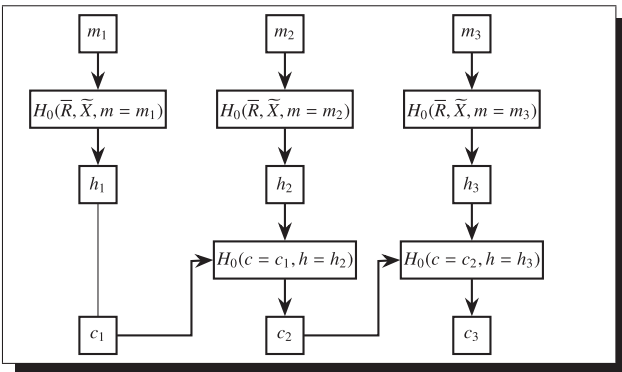 m₁ m₂ m₃
H₀(R̅, X̃, m = m₁) H₀(R̅, X̃, m = m₂) H₀(R̅, X̃, m = m₃)
h₁ h₂ h₃
H₀(c = c₁, h = h₂) H₀(c = c₂, h = h₃)
c₁ c₂ c₃